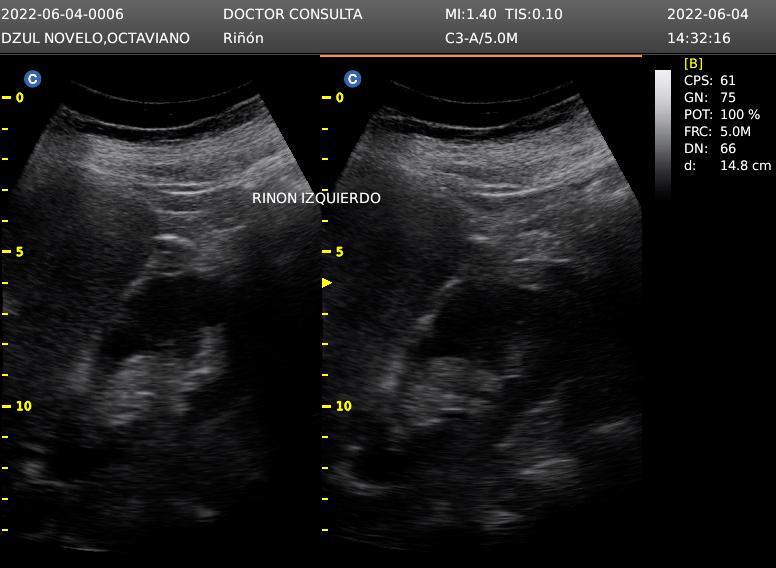 2022-06-04-0006 DOCTOR CONSULTA MI:1.40 TIS:0.10 2022-06-04
DZUL NOVELO,OCTAVIANO Riñón C3-A/5.0M 14:32:16
C C
[B]
CPS: 61
GN: 75
POT: 100 %
FRC: 5.0M
DN: 66
d: 14.8 cm
0 0
RINON IZQUIERDO
5 5
10 10